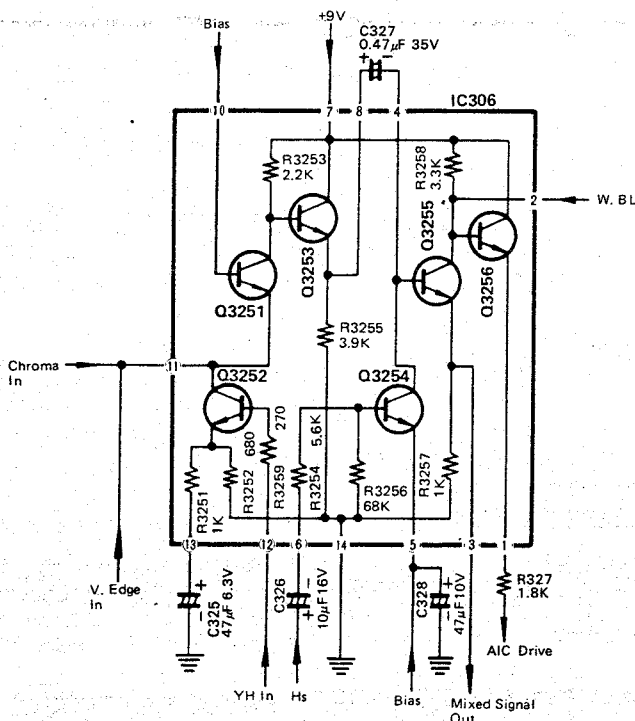 +9V
Bias
C327
0.47μF 35V
+ −
IC306
10
7
8
4
R3253
2.2K
R3258
3.3K
2
W. BL
Q3255
Q3253
Q3256
Q3251
R3255
3.9K
Chroma
In
11
Q3252
Q3254
270
5.6K
680
R3251
1K
R3252
R3259
R3254
R3256
68K
R3257
1K
13
12
6
14
5
3
1
R327
1.8K
+
−
C325
47μF 6.3V
C326
−
+
10μF16V
C328
+
−
47μF10V
V. Edge
In
AIC Drive
YH In
Hs
Bias
Mixed Signal
Out